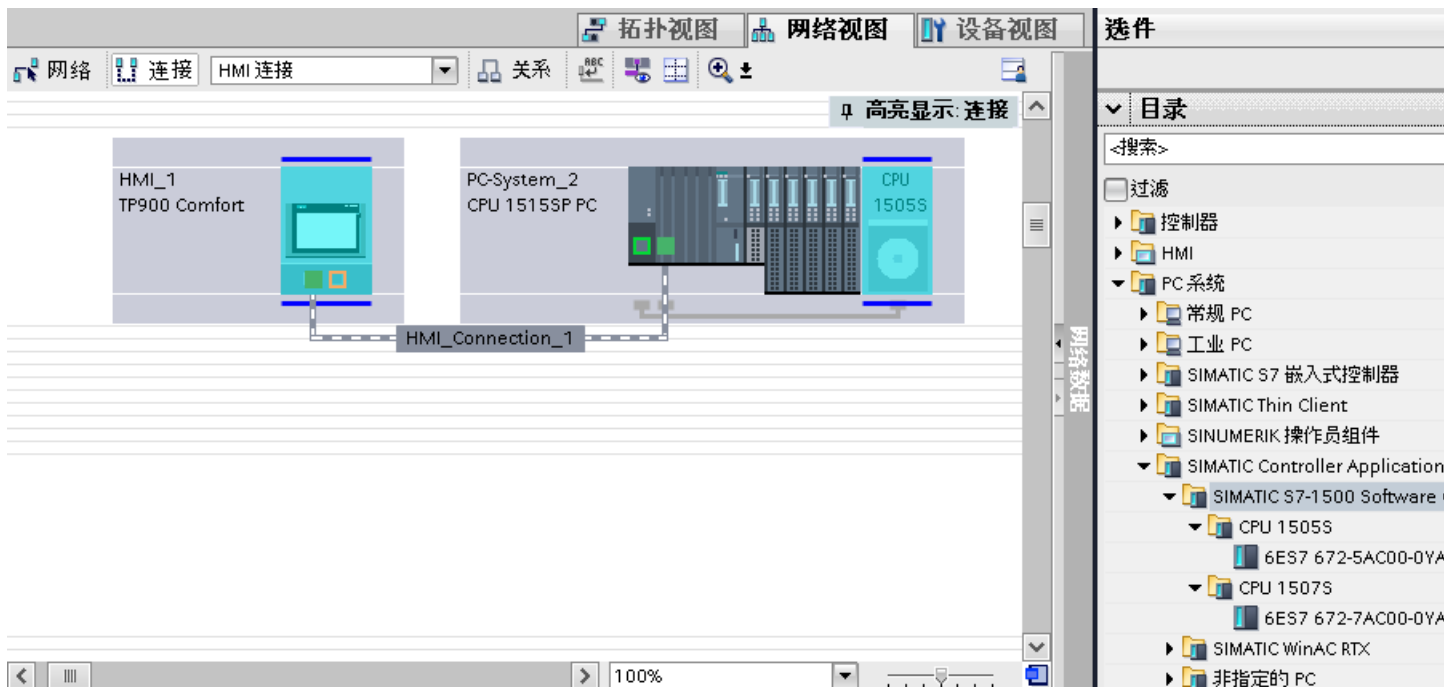 拓扑视图 网络视图 设备视图
网络 连接 HMI 连接 关系
高亮显示: 连接
HMI_1
TP900 Comfort
PC-System_2
CPU 1515SP PC
CPU
1505S
HMI_Connection_1
网络数据
100%
选件
目录
<搜索>
过滤
控制器
HMI
PC 系统
常规 PC
工业 PC
SIMATIC S7 嵌入式控制器
SIMATIC Thin Client
SINUMERIK 操作员组件
SIMATIC Controller Application
SIMATIC S7-1500 Software
CPU 1505S
6ES7 672-5AC00-0YA
CPU 1507S
6ES7 672-7AC00-0YA
SIMATIC WinAC RTX
非指定的 PC